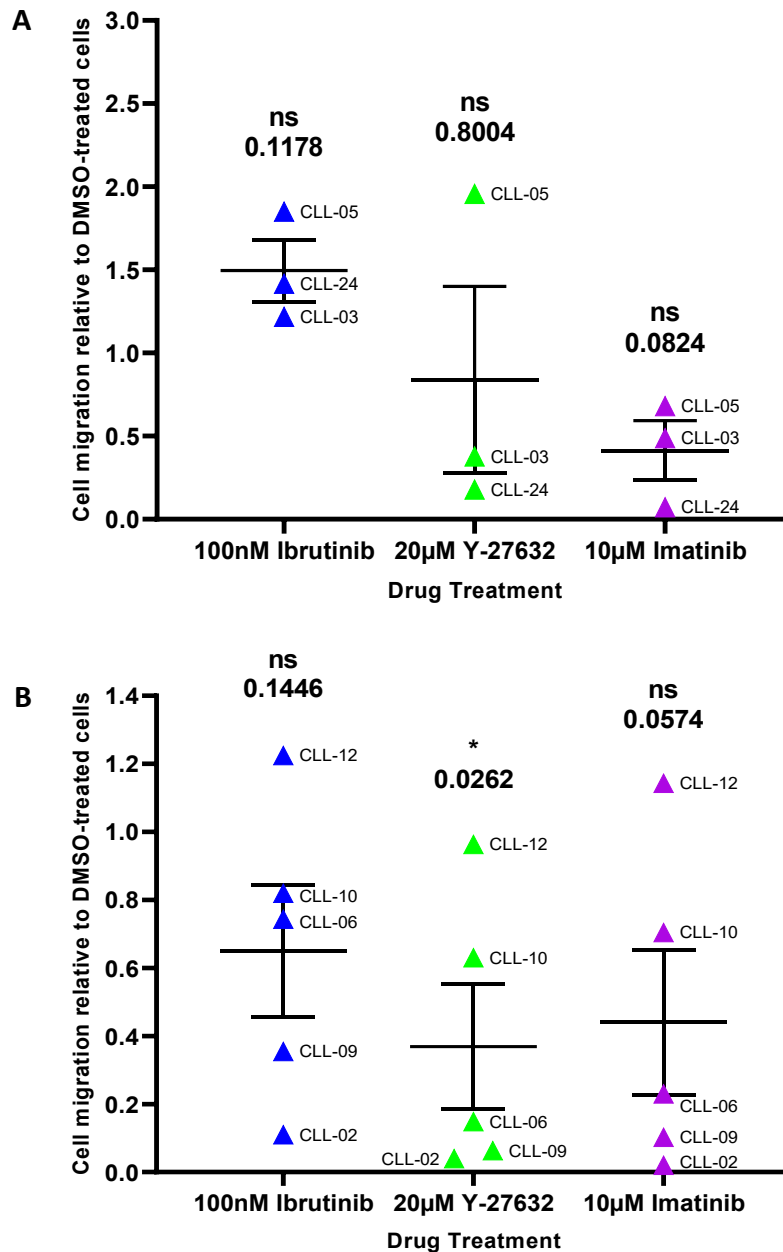 A
Cell migration relative to DMSO-treated cells
3.0
2.5
2.0
1.5
1.0
0.5
0.0
ns
0.1178
ns
0.8004
ns
0.0824
CLL-05
CLL-24
CLL-03
CLL-05
CLL-03
CLL-24
CLL-05
CLL-03
CLL-24
100nM Ibrutinib
20µM Y-27632
10µM Imatinib
Drug Treatment
B
Cell migration relative to DMSO-treated cells
1.4
1.2
1.0
0.8
0.6
0.4
0.2
0.0
ns
0.1446
*
0.0262
ns
0.0574
CLL-12
CLL-10
CLL-06
CLL-09
CLL-02
CLL-12
CLL-10
CLL-06
CLL-02
CLL-09
CLL-12
CLL-10
CLL-06
CLL-09
CLL-02
100nM Ibrutinib
20µM Y-27632
10µM Imatinib
Drug Treatment